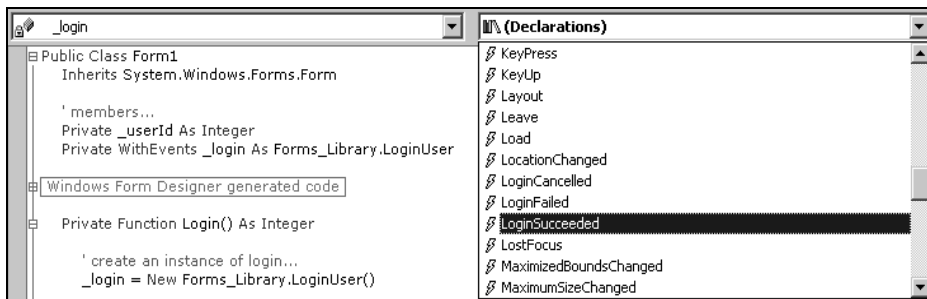 _login
(Declarations)
Public Class Form1
Inherits System.Windows.Forms.Form
' members...
Private _userId As Integer
Private WithEvents _login As Forms_Library.LoginUser
Windows Form Designer generated code
Private Function Login() As Integer
' create an instance of login...
_login = New Forms_Library.LoginUser()
KeyPress
KeyUp
Layout
Leave
Load
LocationChanged
LoginCancelled
LoginFailed
LoginSucceeded
LostFocus
MaximizedBoundsChanged
MaximumSizeChanged